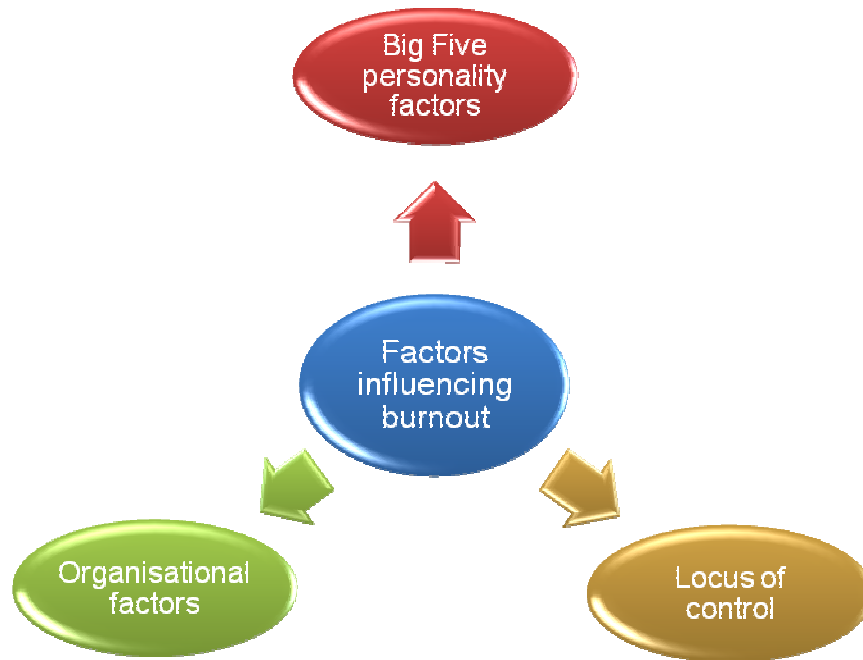 Big Five
personality
factors
Factors
influencing
burnout
Organisational
factors
Locus of
control